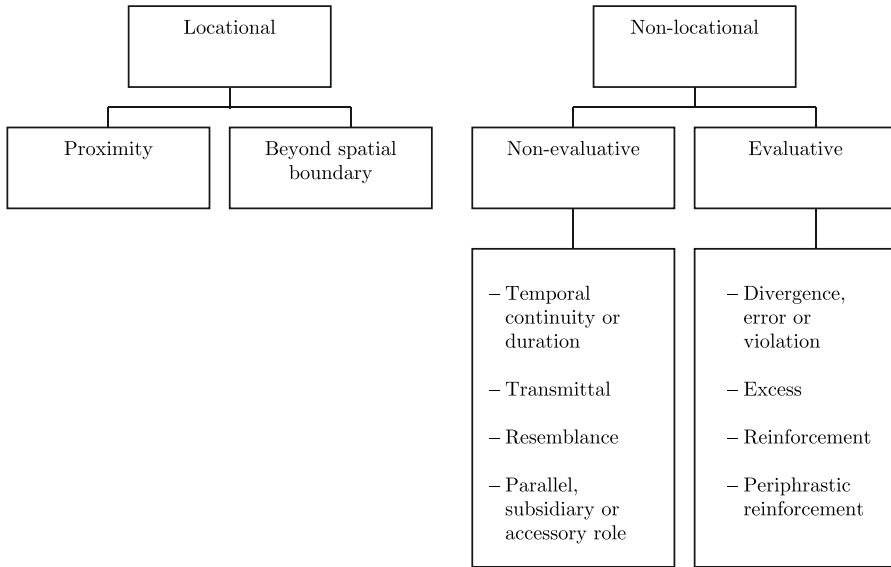 Locational
Non-locational
Proximity
Beyond spatial
boundary
Non-evaluative
Evaluative
– Temporal
continuity or
duration
– Transmittal
– Resemblance
– Parallel,
subsidiary or
accessory role
– Divergence,
error or
violation
– Excess
– Reinforcement
– Periphrastic
reinforcement